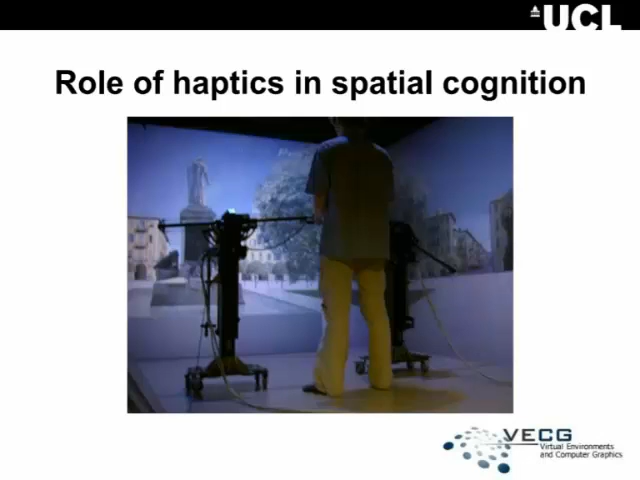 UCL
Role of haptics in spatial cognition
VECG
Virtual Environments
and Computer Graphics